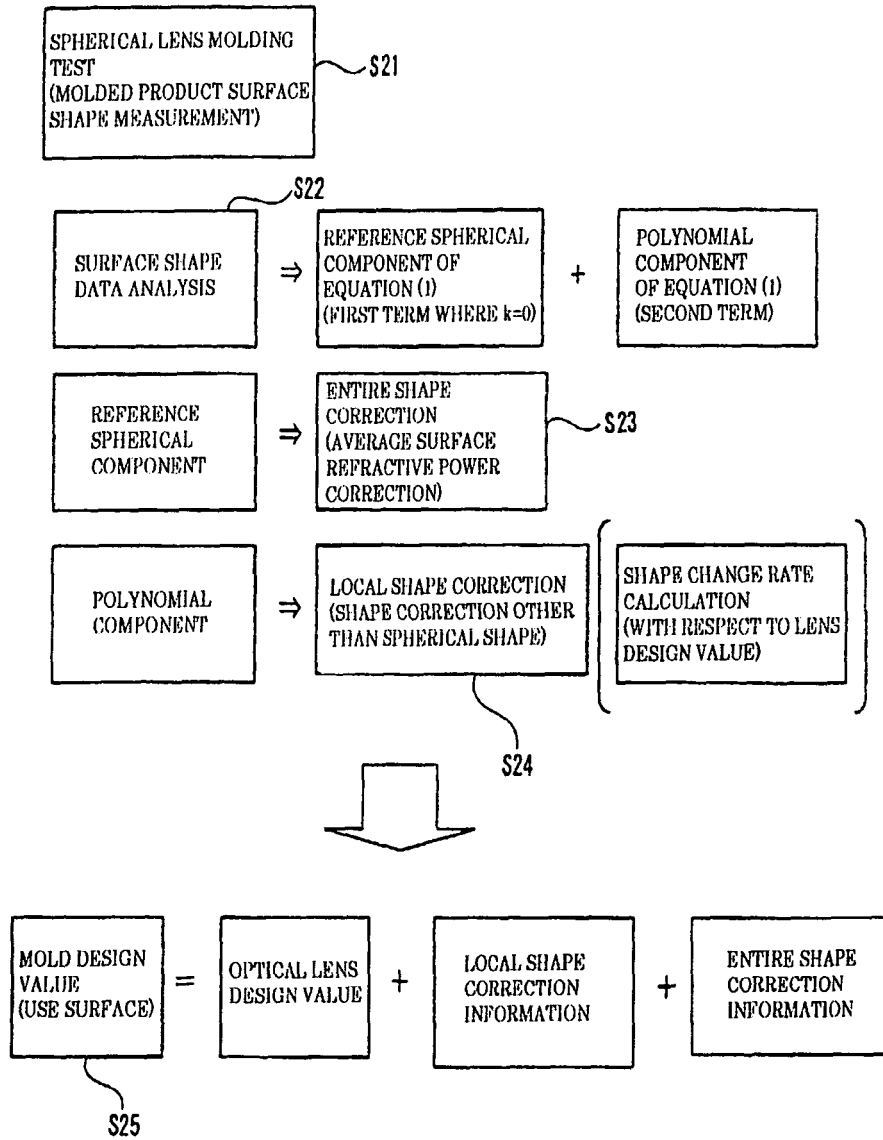 SPHERICAL LENS MOLDING
TEST
(MOLDED PRODUCT SURFACE
SHAPE MEASUREMENT)
S21
S22
SURFACE SHAPE
DATA ANALYSIS
⇒
REFERENCE SPHERICAL
COMPONENT OF
EQUATION (1)
(FIRST TERM WHERE k=0)
+
POLYNOMIAL
COMPONENT
OF EQUATION (1)
(SECOND TERM)
REFERENCE
SPHERICAL
COMPONENT
⇒
ENTIRE SHAPE
CORRECTION
(AVERAGE SURFACE
REFRACTIVE POWER
CORRECTION)
S23
POLYNOMIAL
COMPONENT
⇒
LOCAL SHAPE CORRECTION
(SHAPE CORRECTION OTHER
THAN SPHERICAL SHAPE)
SHAPE CHANGE RATE
CALCULATION
(WITH RESPECT TO LENS
DESIGN VALUE)
S24
MOLD DESIGN
VALUE
(USE SURFACE)
=
OPTICAL LENS
DESIGN VALUE
+
LOCAL SHAPE
CORRECTION
INFORMATION
+
ENTIRE SHAPE
CORRECTION
INFORMATION
S25